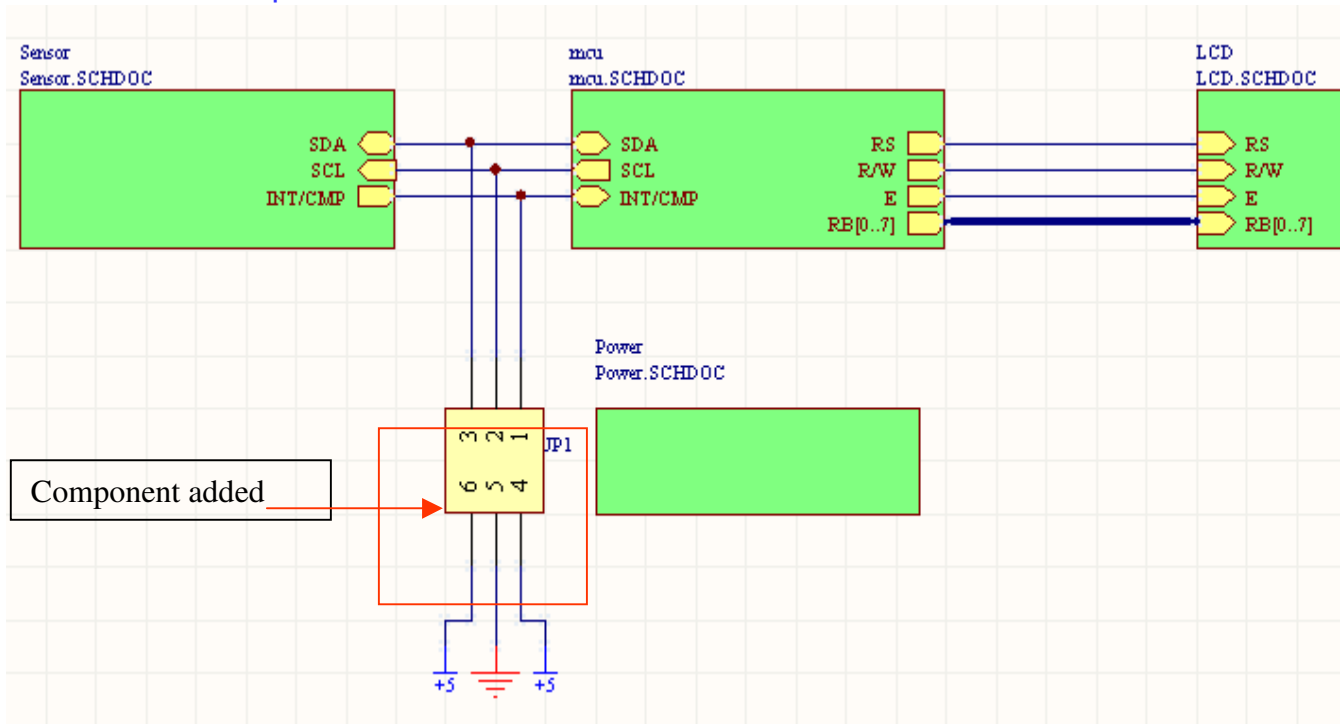 Sensor
Sensor.SCHDOC
SDA
SCL
INT/CMP
mcu
mcu.SCHDOC
SDA
SCL
INT/CMP
RS
R/W
E
RB[0..7]
LCD
LCD.SCHDOC
RS
R/W
E
RB[0..7]
Power
Power.SCHDOC
3 2 1
JP1
6 5 4
Component added
+5
+5